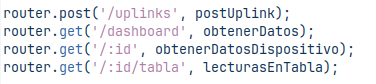 router.post('/uplinks', postUplink);
router.get('/dashboard', obtenerDatos);
router.get('/:id', obtenerDatosDispositivo);
router.get('/:id/tabla', lecturasEnTabla);